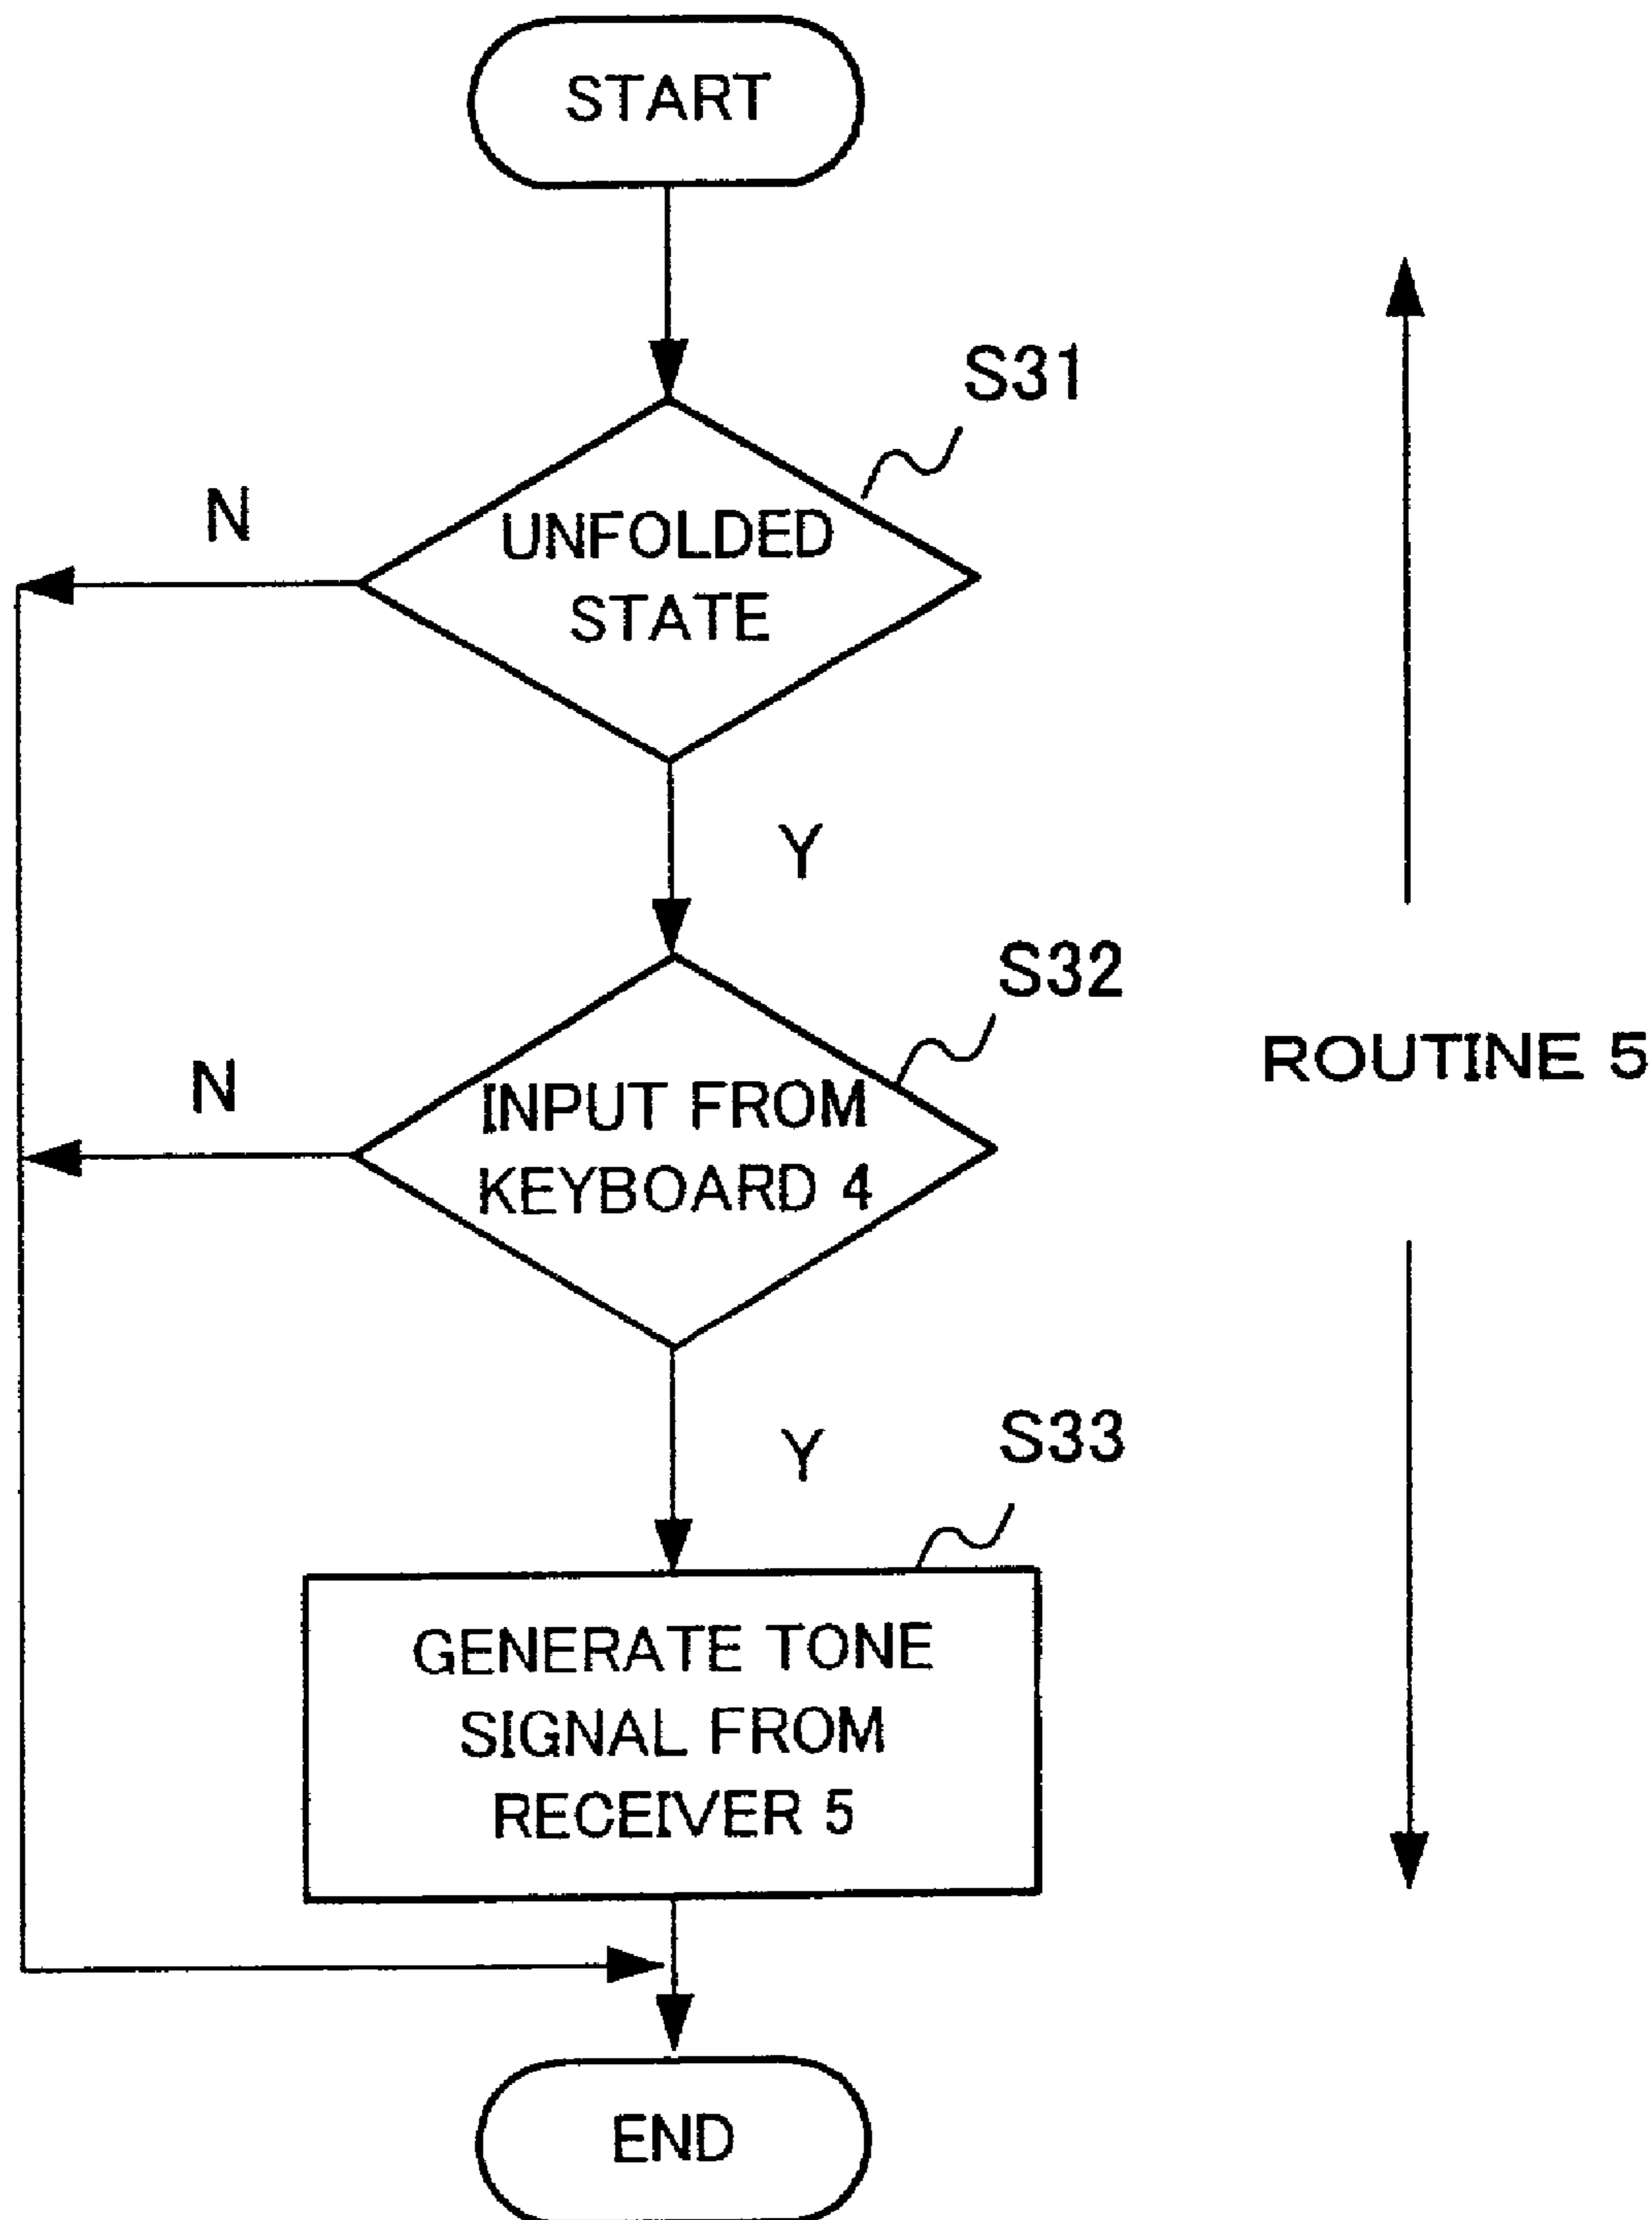 START
S31
N
UNFOLDED
STATE
Y
S32
ROUTINE 5
N
INPUT FROM
KEYBOARD 4
Y
S33
GENERATE TONE
SIGNAL FROM
RECEIVER 5
END